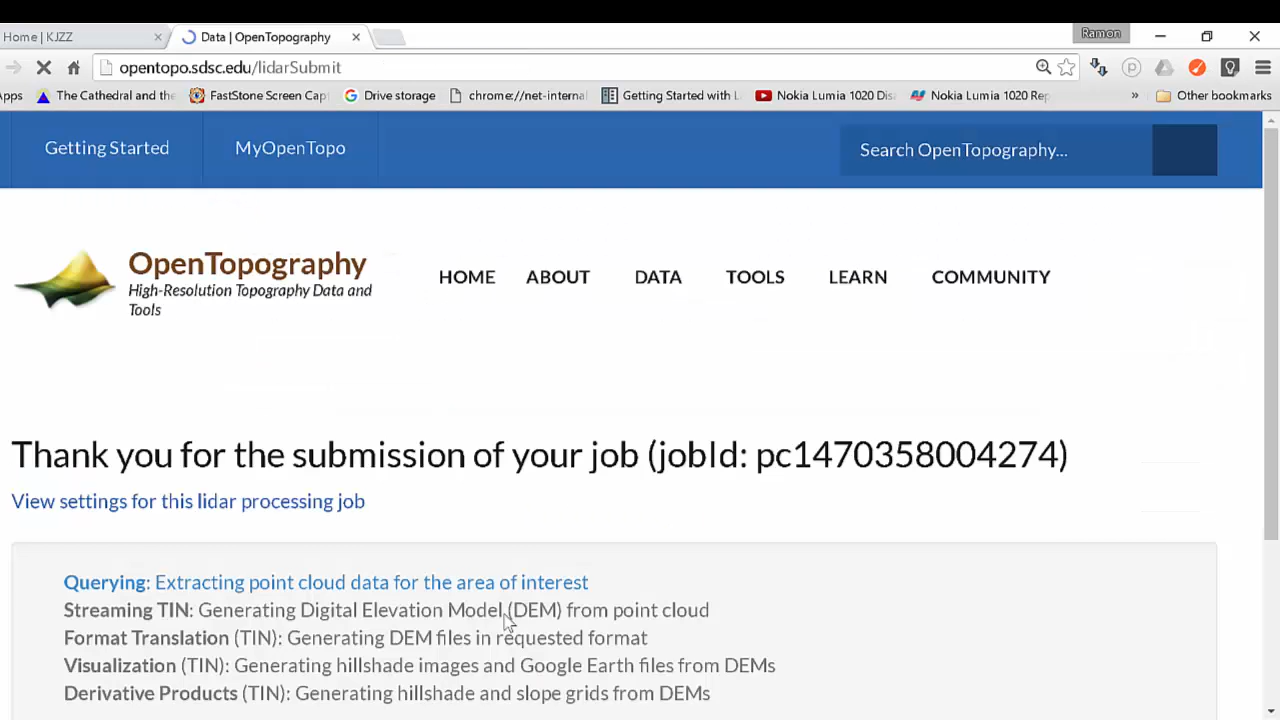 Home | KJZZ
Data | OpenTopography
Ramon
opentopo.sdsc.edu/lidarSubmit
Apps
The Cathedral and the
FastStone Screen Capt
Drive storage
chrome://net-internal
Getting Started with L
Nokia Lumia 1020 Disa
Nokia Lumia 1020 Rep
»
Other bookmarks
Getting Started
MyOpenTopo
Search OpenTopography...
OpenTopography
High-Resolution Topography Data and
Tools
HOME
ABOUT
DATA
TOOLS
LEARN
COMMUNITY
Thank you for the submission of your job (jobId: pc1470358004274)
View settings for this lidar processing job
Querying: Extracting point cloud data for the area of interest
Streaming TIN: Generating Digital Elevation Model (DEM) from point cloud
Format Translation (TIN): Generating DEM files in requested format
Visualization (TIN): Generating hillshade images and Google Earth files from DEMs
Derivative Products (TIN): Generating hillshade and slope grids from DEMs